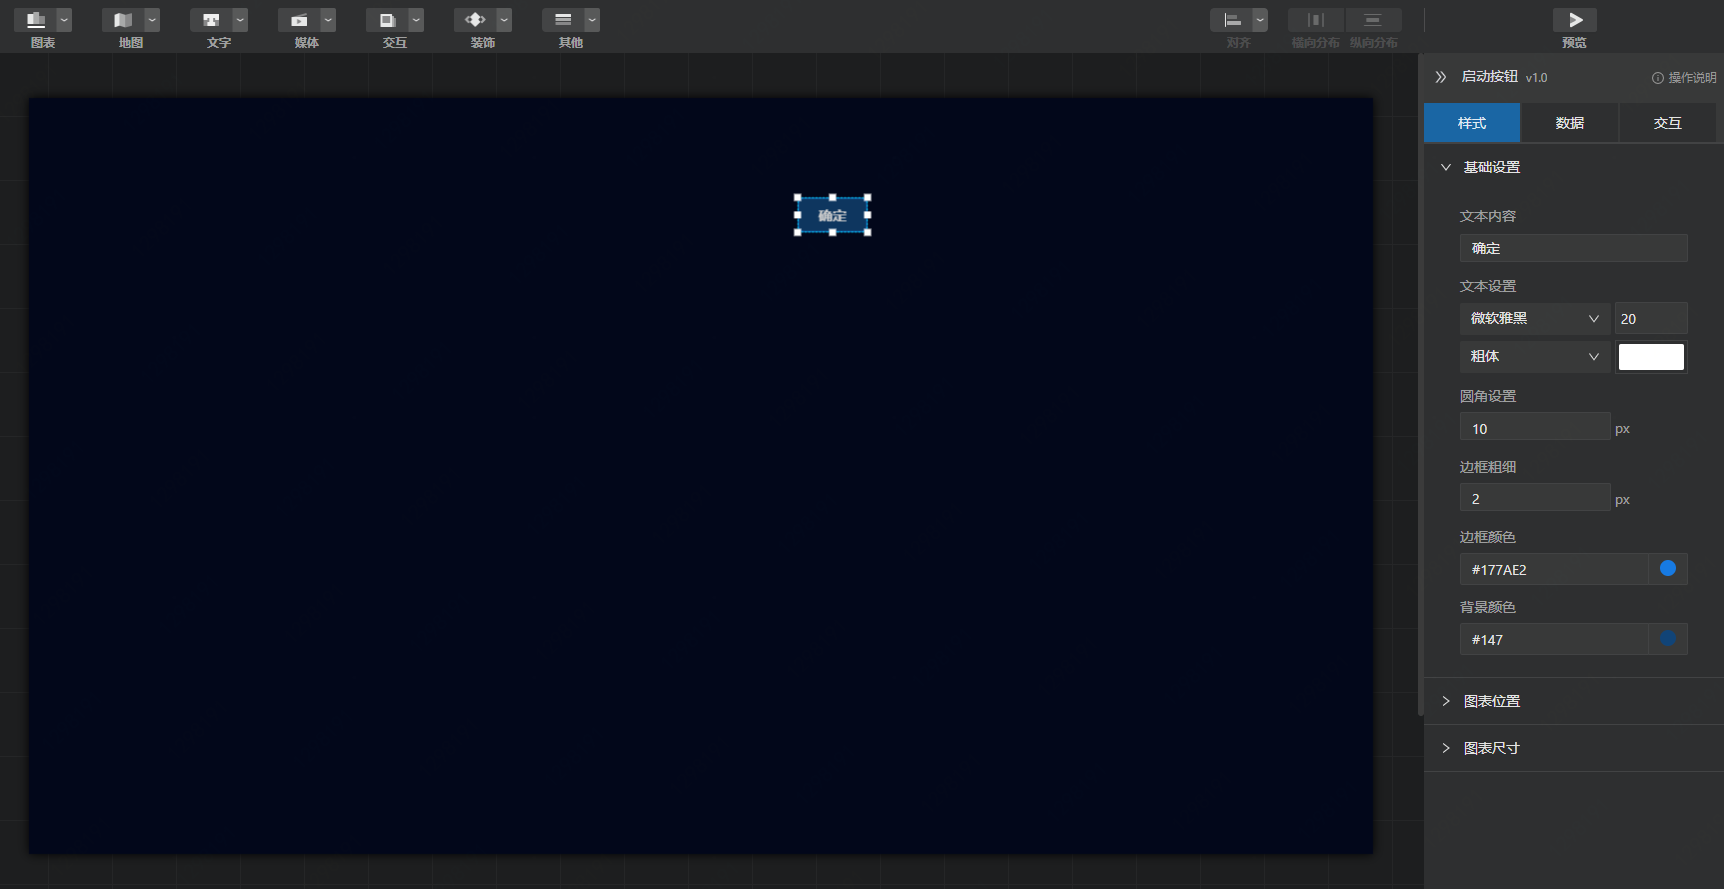 图表
地图
文字
媒体
交互
装饰
其他
对齐
横向分布
纵向分布
预览
启动按钮 v1.0
操作说明
样式
数据
交互
基础设置
确定
文本内容
确定
文本设置
微软雅黑
20
粗体
圆角设置
10 px
边框粗细
2 px
边框颜色
#177AE2
背景颜色
#147
图表位置
图表尺寸